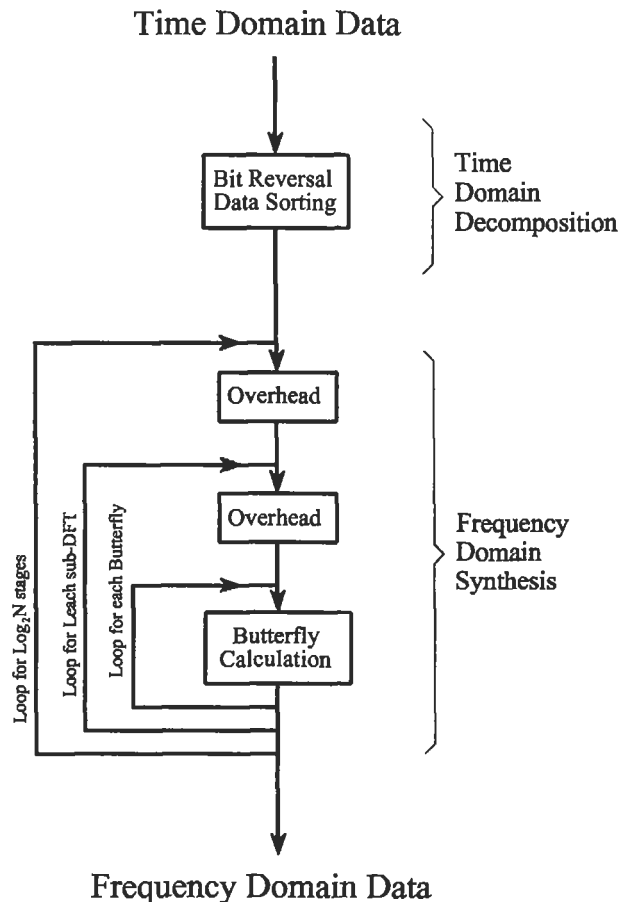 Time Domain Data
Bit Reversal
Data Sorting
Time
Domain
Decomposition
Overhead
Overhead
Butterfly
Calculation
Loop for Log₂N stages
Loop for Leach sub-DFT
Loop for each Butterfly
Frequency
Domain
Synthesis
Frequency Domain Data